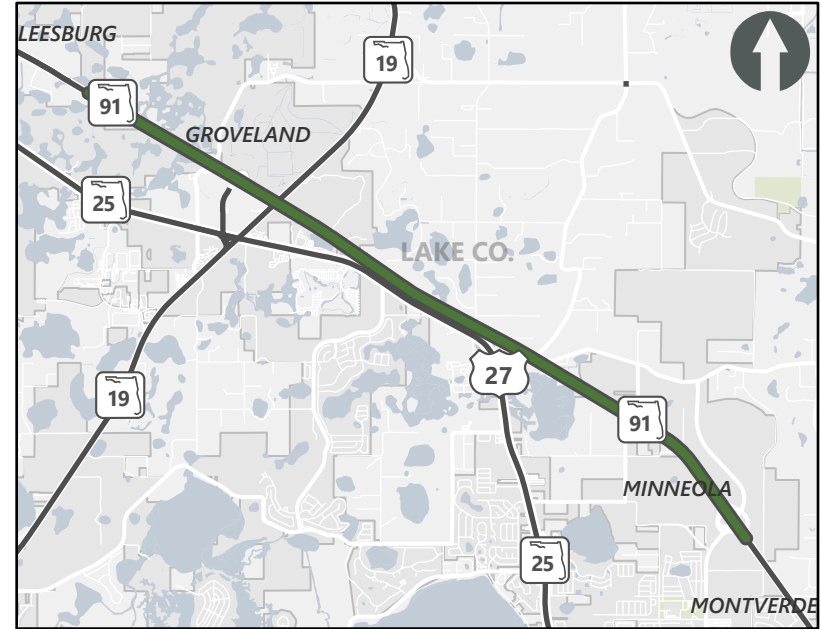 LEESBURG
19
91
GROVELAND
25
LAKE CO.
27
19
91
MINNEOLA
25
MONTVERDE